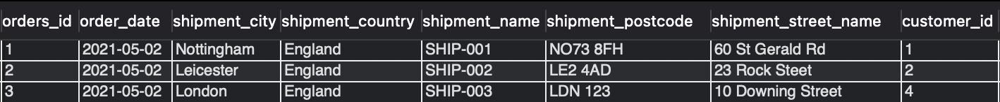 orders_id order_date shipment_city shipment_country shipment_name shipment_postcode shipment_street_name customer_id
1 2021-05-02 Nottingham England SHIP-001 NO73 8FH 60 St Gerald Rd 1
2 2021-05-02 Leicester England SHIP-002 LE2 4AD 23 Rock Steet 2
3 2021-05-02 London England SHIP-003 LDN 123 10 Downing Street 4